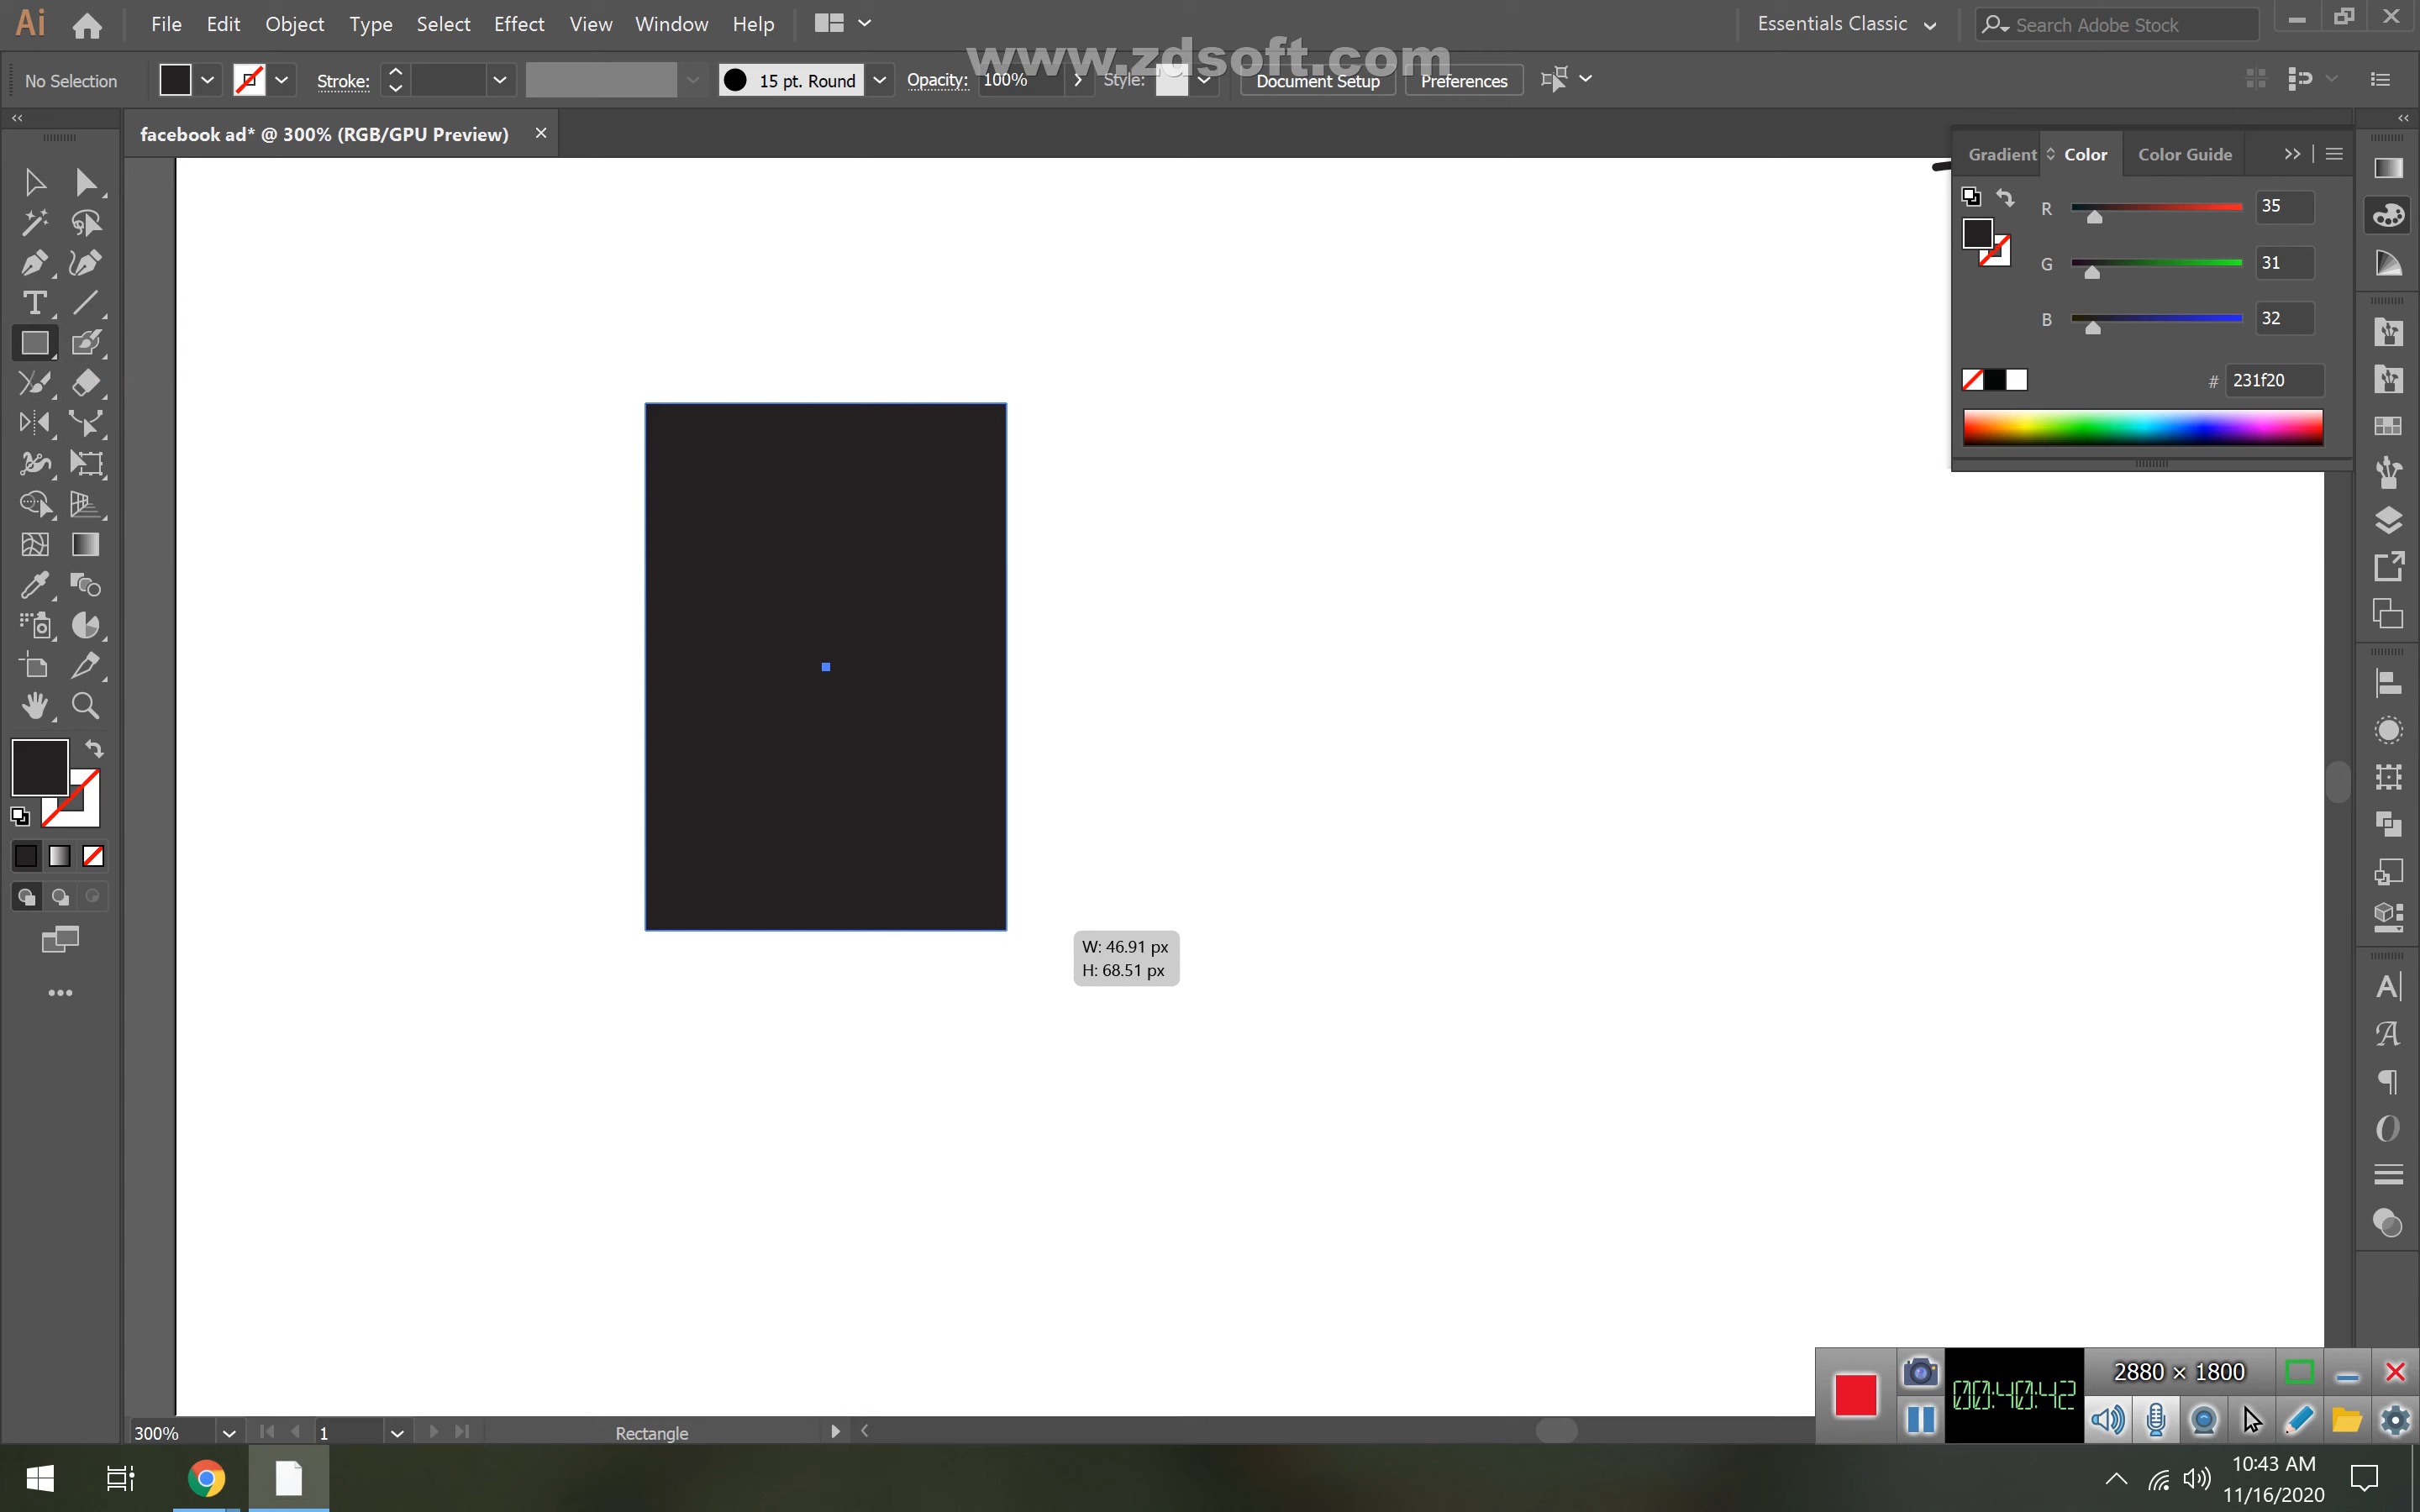 Ai File Edit Object Type Select Effect View Window Help Essentials Classic Search Adobe Stock
www.zdsoft.com
No Selection Stroke: 15 pt. Round Opacity: 100% Style: Document Setup Preferences
facebook ad* @ 300% (RGB/GPU Preview)
Gradient Color Color Guide
R 35
G 31
B 32
# 231f20
W: 46.91 px
H: 68.51 px
2880 × 1800
00:40:42
300% 1 Rectangle
10:43 AM
11/16/2020